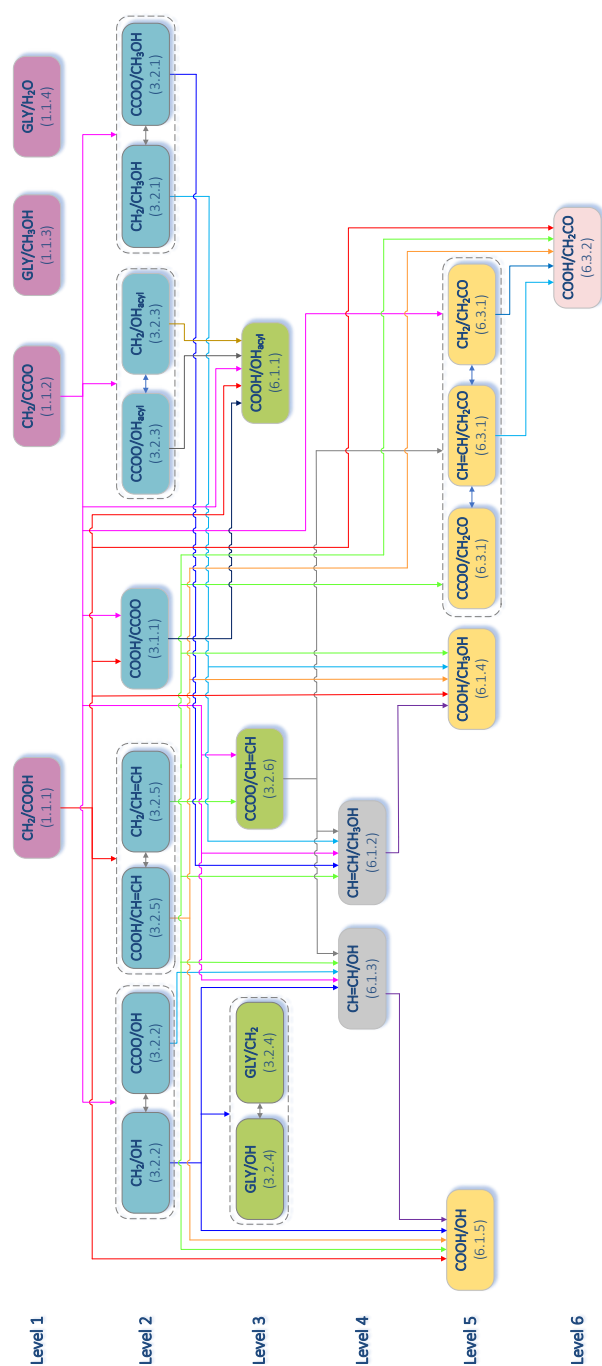 Level 1
CH₂/COOH
(1.1.1)
CH₂/CCOO
(1.1.2)
GLY/CH₃OH
(1.1.3)
GLY/H₂O
(1.1.4)
Level 2
CH₂/OH
(3.2.2)
CCOO/OH
(3.2.2)
COOH/CH=CH
(3.2.5)
CH₂/CH=CH
(3.2.5)
COOH/CCOO
(3.1.1)
CCOO/OHacyl
(3.2.3)
CH₂/OHacyl
(3.2.3)
CH₂/CH₃OH
(3.2.1)
CCOO/CH₃OH
(3.2.1)
Level 3
GLY/OH
(3.2.4)
GLY/CH₂
(3.2.4)
CCOO/CH=CH
(3.2.6)
COOH/OHacyl
(6.1.1)
Level 4
CH=CH/OH
(6.1.3)
CH=CH/CH₃OH
(6.1.2)
Level 5
COOH/OH
(6.1.5)
COOH/CH₃OH
(6.1.4)
CCOO/CH₂CO
(6.3.1)
CH=CH/CH₂CO
(6.3.1)
CH₂/CH₂CO
(6.3.1)
Level 6
COOH/CH₂CO
(6.3.2)